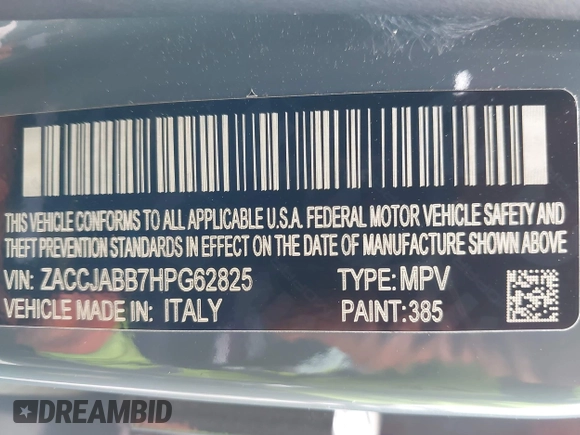 THIS VEHICLE CONFORMS TO ALL APPLICABLE U.S.A. FEDERAL MOTOR VEHICLE SAFETY AND
THEFT PREVENTION STANDARDS IN EFFECT ON THE DATE OF MANUFACTURE SHOWN ABOVE
VIN: ZACCJABB7HPG62825 TYPE:MPV
VEHICLE MADE IN: ITALY PAINT:385
DREAMBID